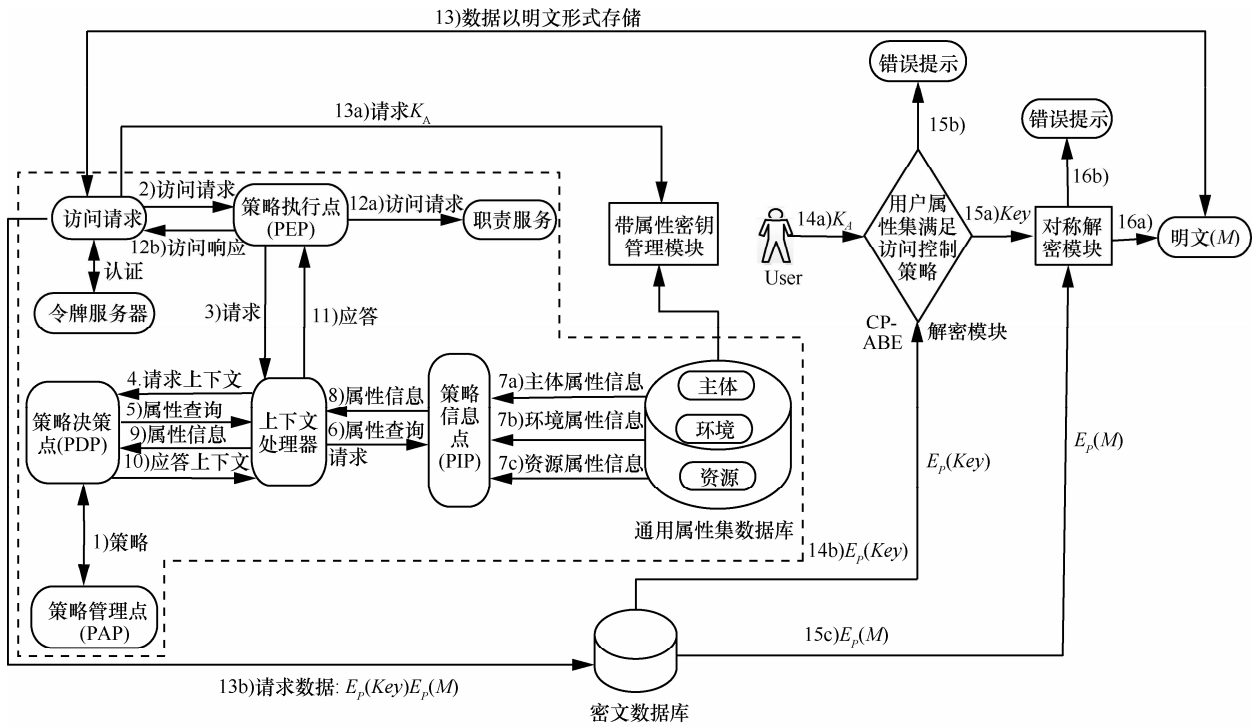 13)数据以明文形式存储
错误提示
13a)请求K_A
15b)
错误提示
16b)
2)访问请求
访问请求
策略执行点
(PEP)
12a)访问请求
职责服务
12b)访问响应
带属性密钥
管理模块
14a)K_A
User
用户属
性集满足
访问控制
策略
15a)Key
对称解
密模块
16a)
明文(M)
认证
令牌服务器
3)请求
11)应答
CP-
ABE
解密模块
4.请求上下文
5)属性查询
9)属性信息
10)应答上下文
策略决策
点(PDP)
上下文
处理器
8)属性信息
6)属性查询
请求
策略
信息
点
(PIP)
7a)主体属性信息
7b)环境属性信息
7c)资源属性信息
主体
环境
资源
通用属性集数据库
E_P(Key)
E_P(M)
1)策略
14b)E_P(Key)
策略管理点
(PAP)
15c)E_P(M)
13b)请求数据: E_P(Key)E_P(M)
密文数据库